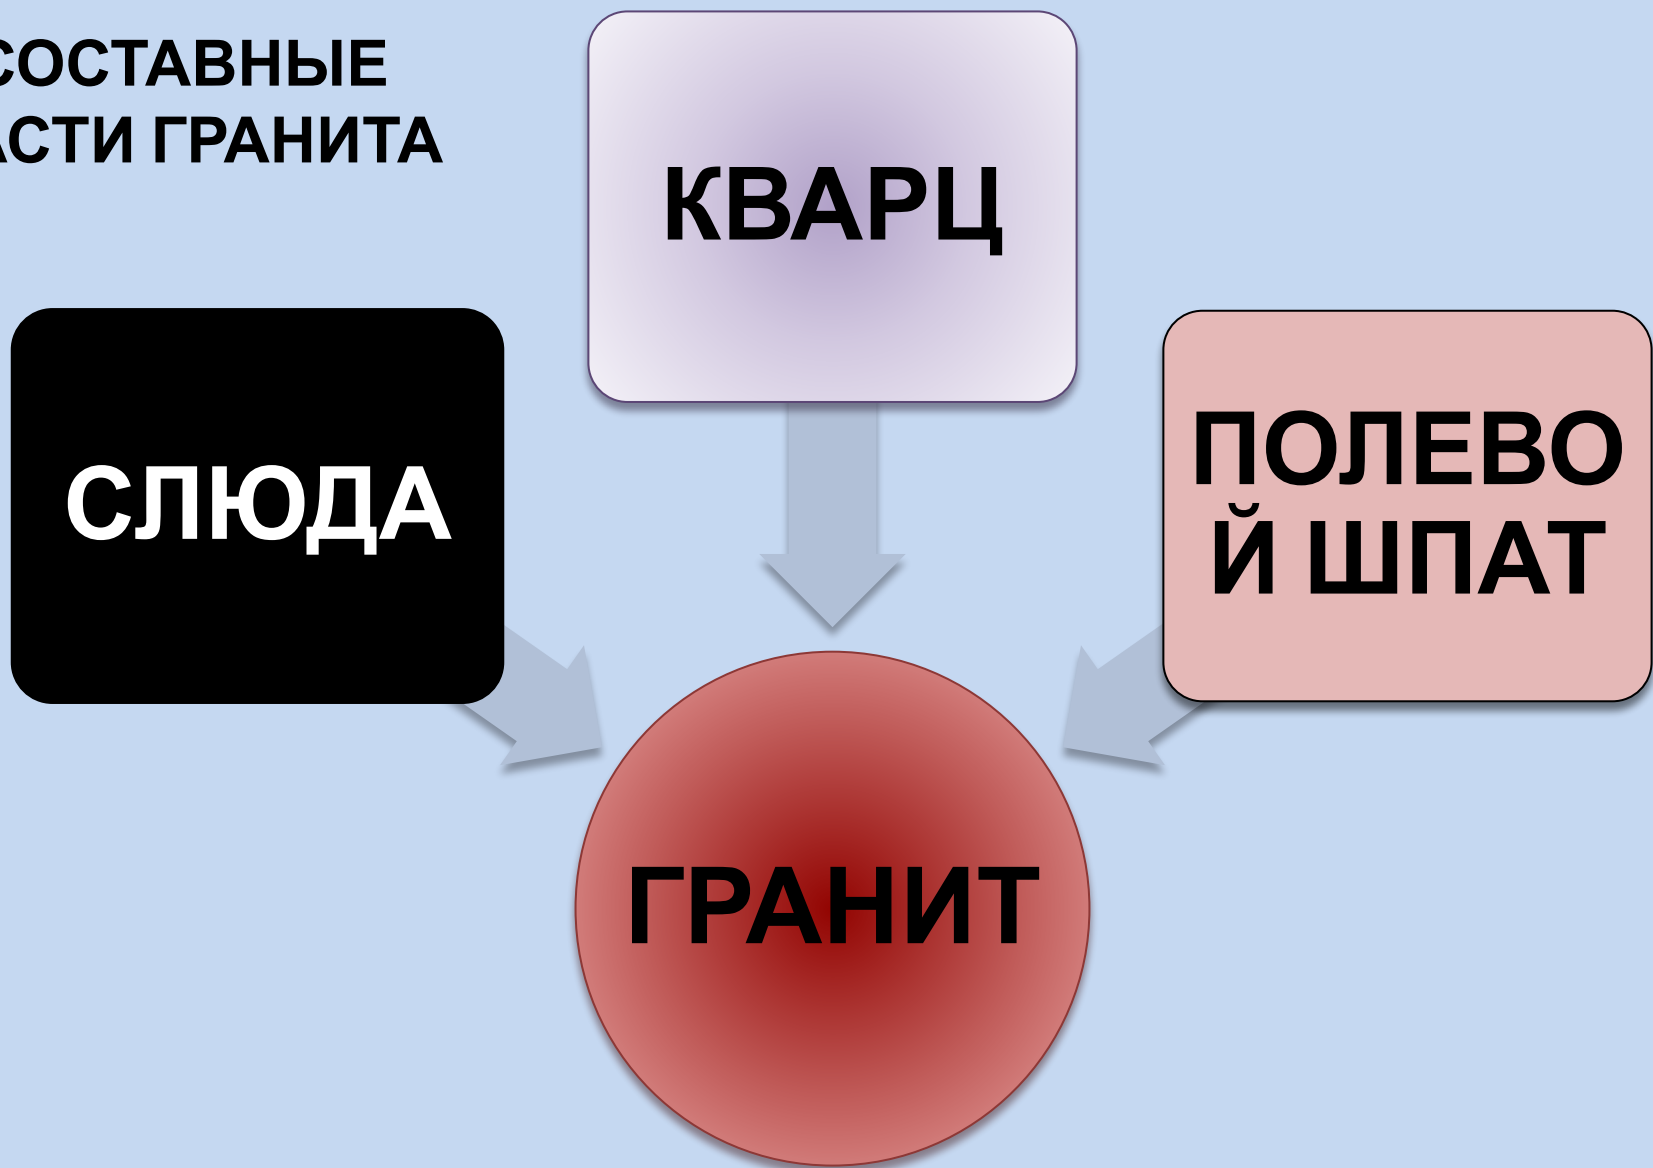 СОСТАВНЫЕ
АСТИ ГРАНИТА
КВАРЦ
СЛЮДА
ПОЛЕВО
Й ШПАТ
ГРАНИТ